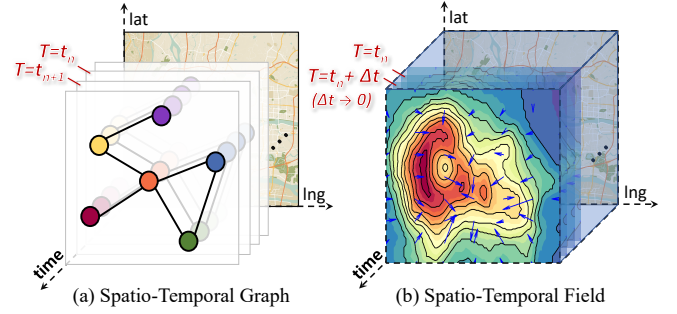 lat
T=tₙ
T=tₙ₊₁
lng
time
(a) Spatio-Temporal Graph
lat
T=tₙ
T=tₙ + Δt
(Δt → 0)
lng
time
(b) Spatio-Temporal Field